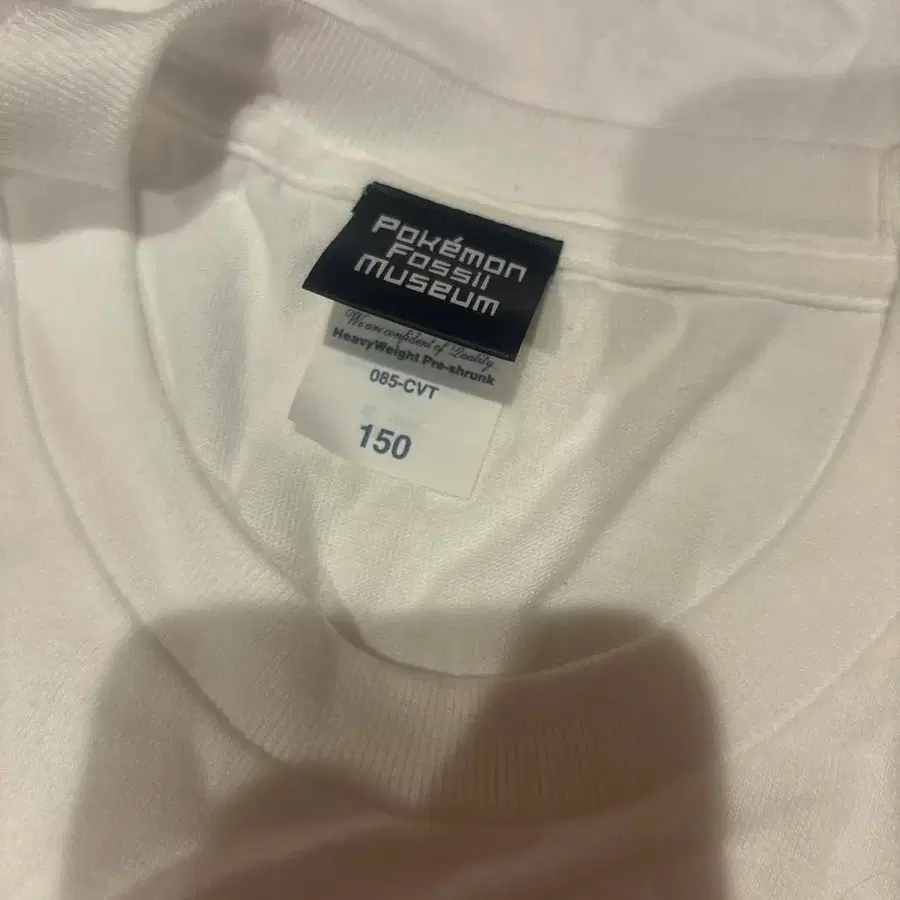 Pokémon
Fossil
Museum
We are confident of Quality.
HeavyWeight Pre-shrunk
085-CVT
150